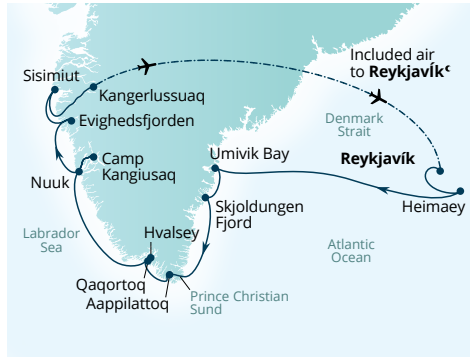 Included air
to ReykjavÍkᶜ
Sisimiut
Kangerlussuaq
Evighedsfjorden
Denmark
Strait
Camp
Kangiusaq
Umivik Bay
Reykjavík
Nuuk
Heimaey
Skjoldungen
Fjord
Labrador
Sea
Hvalsey
Atlantic
Ocean
Qaqortoq
Aappilattoq
Prince Christian
Sund